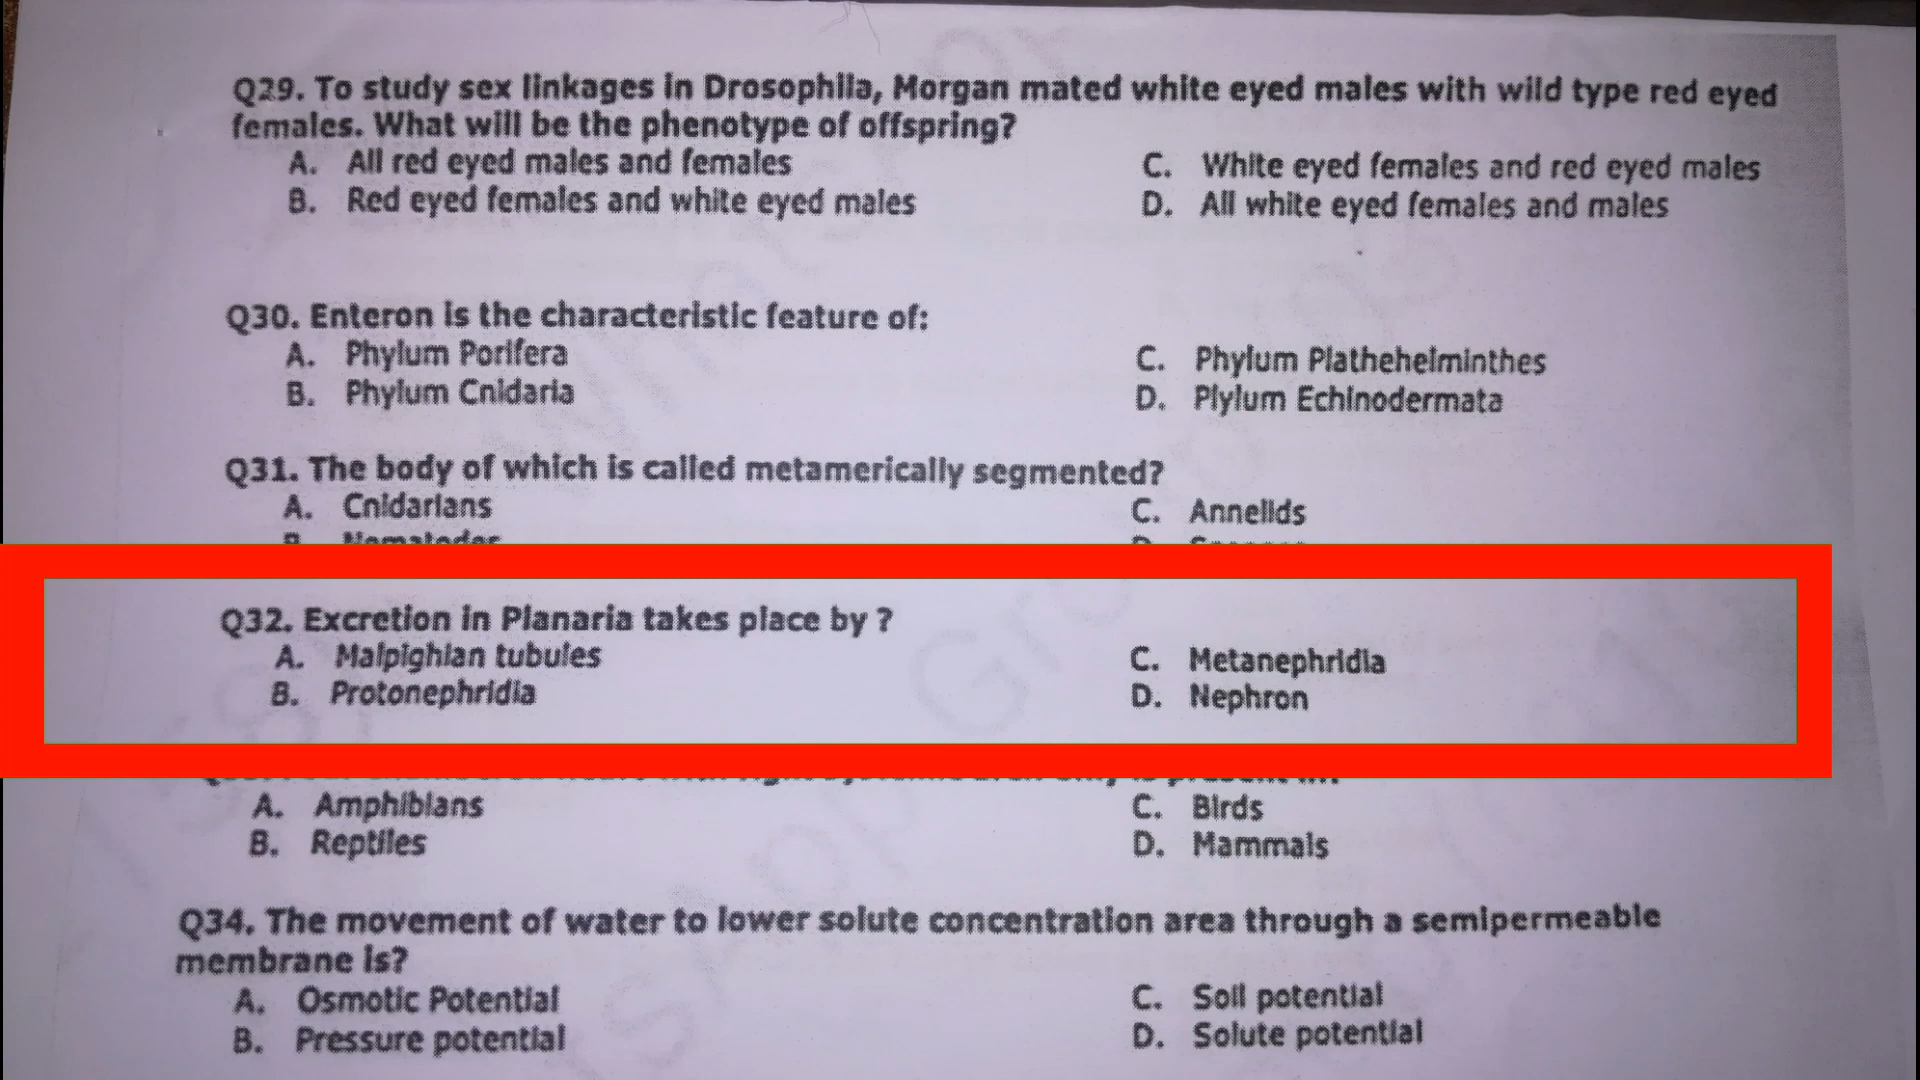 Q29. To study sex linkages in Drosophila, Morgan mated white eyed males with wild type red eyed
females. What will be the phenotype of offspring?
A. All red eyed males and females
C. White eyed females and red eyed males
B. Red eyed females and white eyed males
D. All white eyed females and males
Q30. Enteron is the characteristic feature of:
A. Phylum Porifera
C. Phylum Plathehelminthes
B. Phylum Cnidaria
D. Plylum Echinodermata
Q31. The body of which is called metamerically segmented?
A. Cnidarians
C. Annelids
B. Nematodes
Q32. Excretion in Planaria takes place by ?
A. Malpighian tubules
C. Metanephridia
B. Protonephridia
D. Nephron
A. Amphibians
C. Birds
B. Reptiles
D. Mammals
Q34. The movement of water to lower solute concentration area through a semipermeable
membrane is?
A. Osmotic Potential
C. Soil potential
B. Pressure potential
D. Solute potential